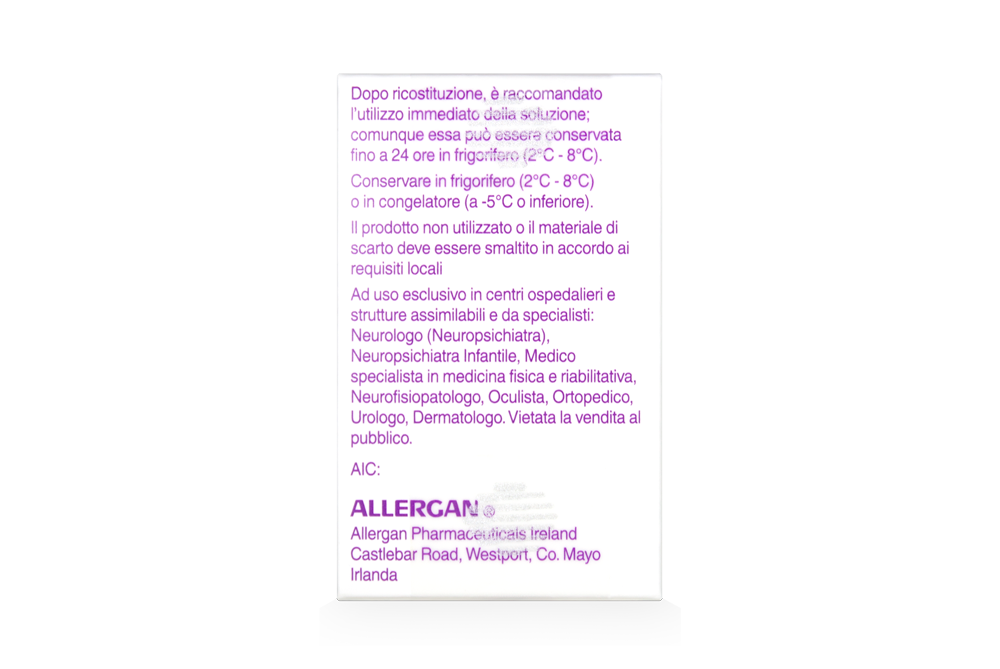 Dopo ricostituzione, è raccomandato
l'utilizzo immediato della soluzione;
comunque essa può essere conservata
fino a 24 ore in frigorifero (2°C - 8°C).
Conservare in frigorifero (2°C - 8°C)
o in congelatore (a -5°C o inferiore).
Il prodotto non utilizzato o il materiale di
scarto deve essere smaltito in accordo ai
requisiti locali
Ad uso esclusivo in centri ospedalieri e
strutture assimilabili e da specialisti:
Neurologo (Neuropsichiatra),
Neuropsichiatra Infantile, Medico
specialista in medicina fisica e riabilitativa,
Neurofisiopatologo, Oculista, Ortopedico,
Urologo, Dermatologo. Vietata la vendita al
pubblico.
AIC:
ALLERGAN ®
Allergan Pharmaceuticals Ireland
Castlebar Road, Westport, Co. Mayo
Irlanda